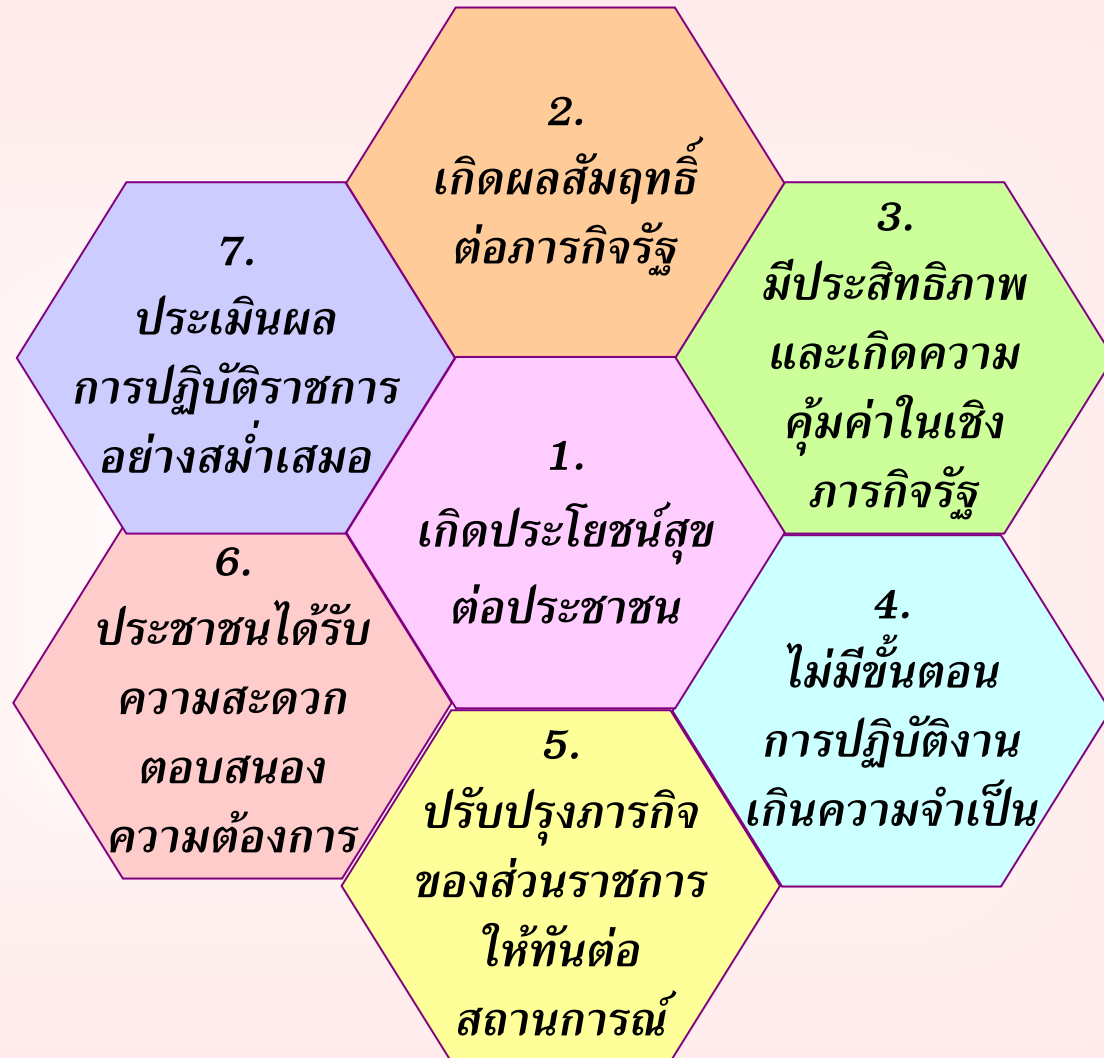 1.
เกิดประโยชน์สุข
ต่อประชาชน
2.
เกิดผลสัมฤทธิ์
ต่อภารกิจรัฐ
3.
มีประสิทธิภาพ
และเกิดความ
คุ้มค่าในเชิง
ภารกิจรัฐ
4.
ไม่มีขั้นตอน
การปฏิบัติงาน
เกินความจำเป็น
5.
ปรับปรุงภารกิจ
ของส่วนราชการ
ให้ทันต่อ
สถานการณ์
6.
ประชาชนได้รับ
ความสะดวก
ตอบสนอง
ความต้องการ
7.
ประเมินผล
การปฏิบัติราชการ
อย่างสม่ำเสมอ